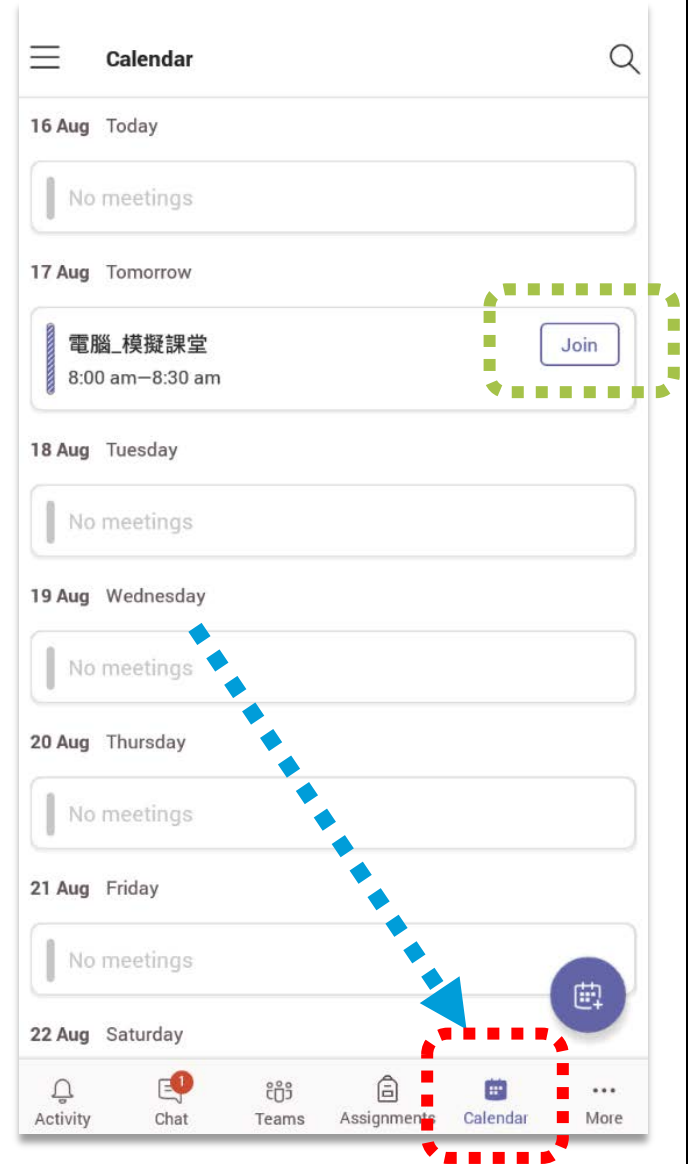 Calendar
16 Aug Today
No meetings
17 Aug Tomorrow
電腦_模擬課堂
Join
8:00 am—8:30 am
18 Aug Tuesday
No meetings
19 Aug Wednesday
No meetings
20 Aug Thursday
No meetings
21 Aug Friday
No meetings
22 Aug Saturday
1
Activity Chat Teams Assignments Calendar More